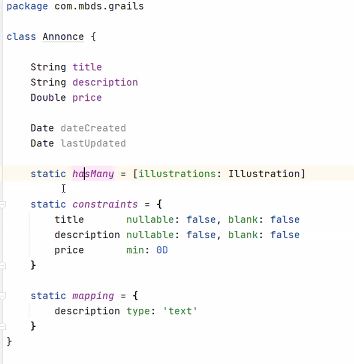 package com.mbds.grails
class Annonce {
String title
String description
Double price
Date dateCreated
Date lastUpdated
static hasMany = [illustrations: Illustration]
static constraints = {
title nullable: false, blank: false
description nullable: false, blank: false
price min: 0D
}
static mapping = {
description type: 'text'
}
}